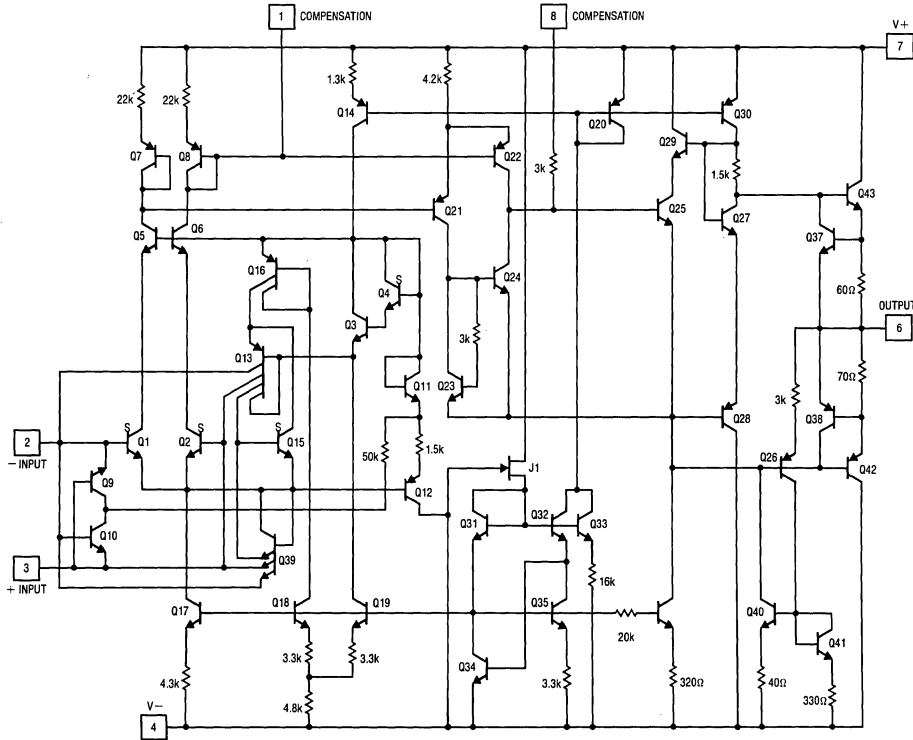 1 COMPENSATION
8 COMPENSATION
V+
7
22k
22k
1.3k
4.2k
Q14
Q20
Q30
Q7
Q8
Q22
3k
Q29
1.5k
Q21
Q25
Q27
Q43
Q5
Q6
Q37
Q16
S
Q4
Q24
60Ω
Q3
OUTPUT
6
Q13
3k
Q11
Q23
70Ω
3k
Q28
Q38
2
− INPUT
S
Q1
Q2
S
S
Q15
50k
1.5k
J1
Q26
Q42
Q9
Q12
Q10
Q31
Q32
Q33
Q39
3
+ INPUT
16k
Q17
Q18
Q19
Q35
Q40
20k
Q41
3.3k
3.3k
Q34
4.3k
4.8k
3.3k
320Ω
40Ω
330Ω
V−
4